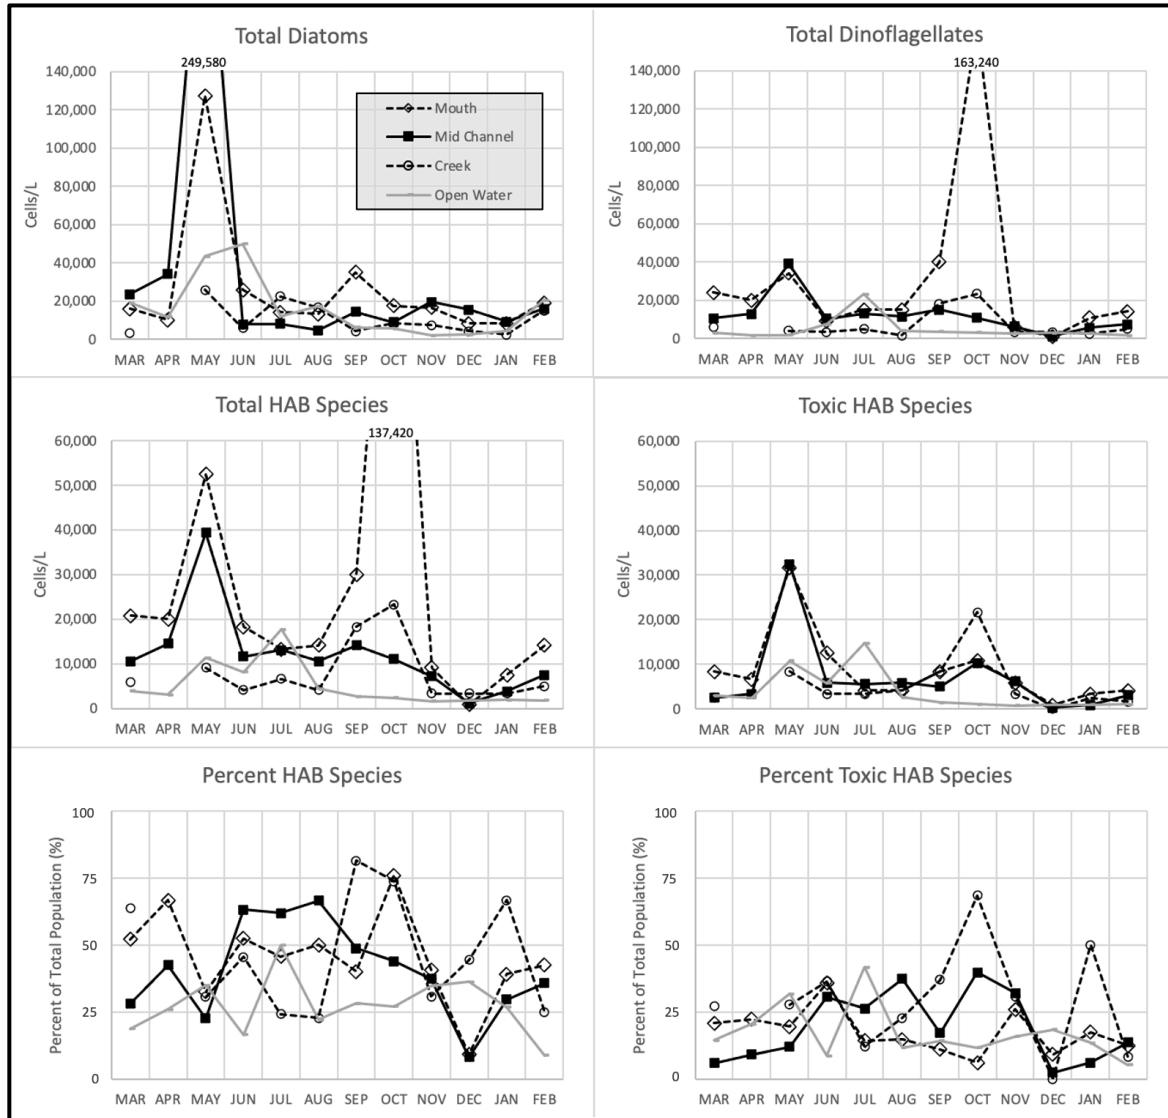 Total Diatoms
249,580
140,000
120,000
100,000
80,000
60,000
40,000
20,000
0
Cells/L
Mouth
Mid Channel
Creek
Open Water
MAR APR MAY JUN JUL AUG SEP OCT NOV DEC JAN FEB
Total Dinoflagellates
163,240
140,000
120,000
100,000
80,000
60,000
40,000
20,000
0
MAR APR MAY JUN JUL AUG SEP OCT NOV DEC JAN FEB
Total HAB Species
137,420
60,000
50,000
40,000
30,000
20,000
10,000
0
Cells/L
MAR APR MAY JUN JUL AUG SEP OCT NOV DEC JAN FEB
Toxic HAB Species
60,000
50,000
40,000
30,000
20,000
10,000
0
MAR APR MAY JUN JUL AUG SEP OCT NOV DEC JAN FEB
Percent HAB Species
100
75
50
25
0
Percent of Total Population (%)
MAR APR MAY JUN JUL AUG SEP OCT NOV DEC JAN FEB
Percent Toxic HAB Species
100
75
50
25
0
Percent of Total Population (%)
MAR APR MAY JUN JUL AUG SEP OCT NOV DEC JAN FEB